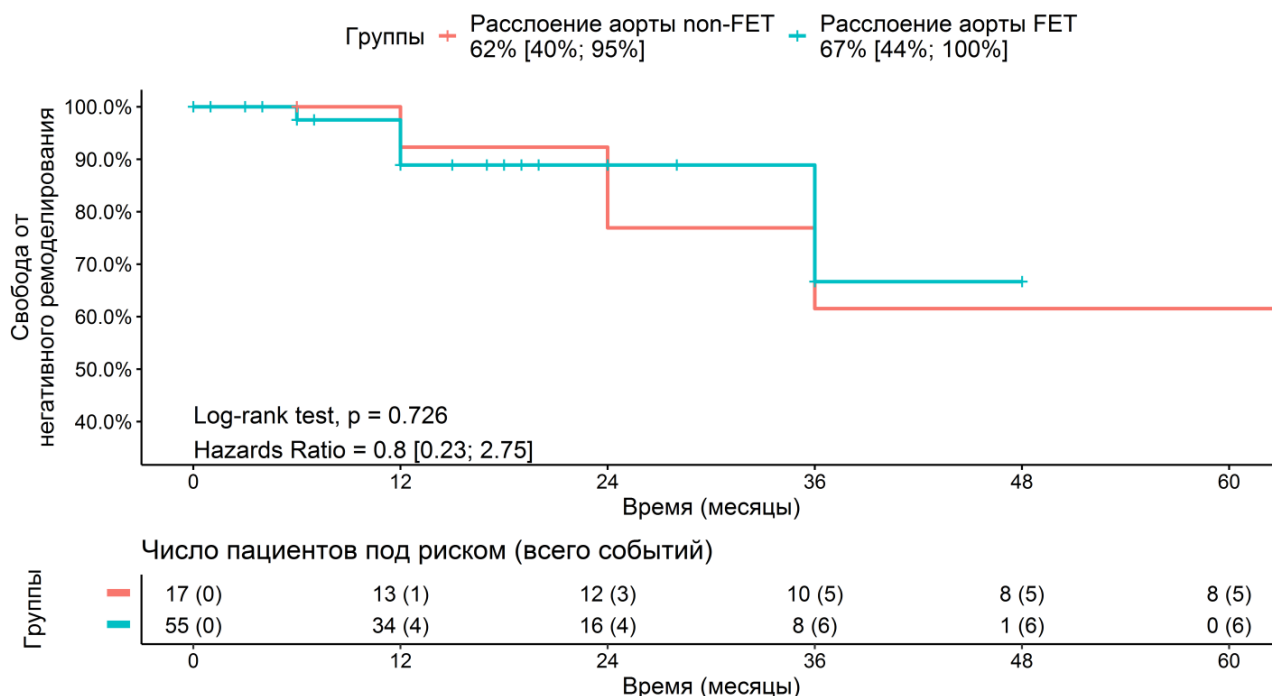 Группы
Расслоение аорты non-FET
62% [40%; 95%]
Расслоение аорты FET
67% [44%; 100%]
Свобода от
негативного ремоделирования
100.0%
90.0%
80.0%
70.0%
60.0%
50.0%
40.0%
Log-rank test, p = 0.726
Hazards Ratio = 0.8 [0.23; 2.75]
0 12 24 36 48 60
Время (месяцы)
Число пациентов под риском (всего событий)
Группы
17 (0) 13 (1) 12 (3) 10 (5) 8 (5) 8 (5)
55 (0) 34 (4) 16 (4) 8 (6) 1 (6) 0 (6)
0 12 24 36 48 60
Время (месяцы)